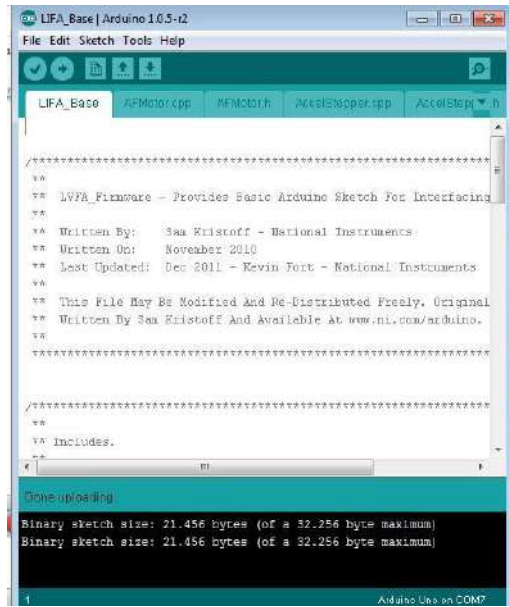 LIFA_Base | Arduino 1.0.5-r2
File Edit Sketch Tools Help
LIFA_Base AFMotor.cpp AFMotor.h AccelStepper.cpp AccelStep .h
/******************************************************************
**
** LVFA_Firmware - Provides Basic Arduino Sketch For Interfacing
**
** Written By: Sam Kristoff - National Instruments
** Written On: November 2010
** Last Updated: Dec 2011 - Kevin Fort - National Instruments
**
** This File May Be Modified And Re-Distributed Freely. Original
** Written By Sam Kristoff And Available At www.ni.com/arduino.
**
******************************************************************
/******************************************************************
**
** Includes.
**
Done uploading
Binary sketch size: 21.456 bytes (of a 32.256 byte maximum)
Binary sketch size: 21.456 bytes (of a 32.256 byte maximum)
1 Arduino Uno on COM7